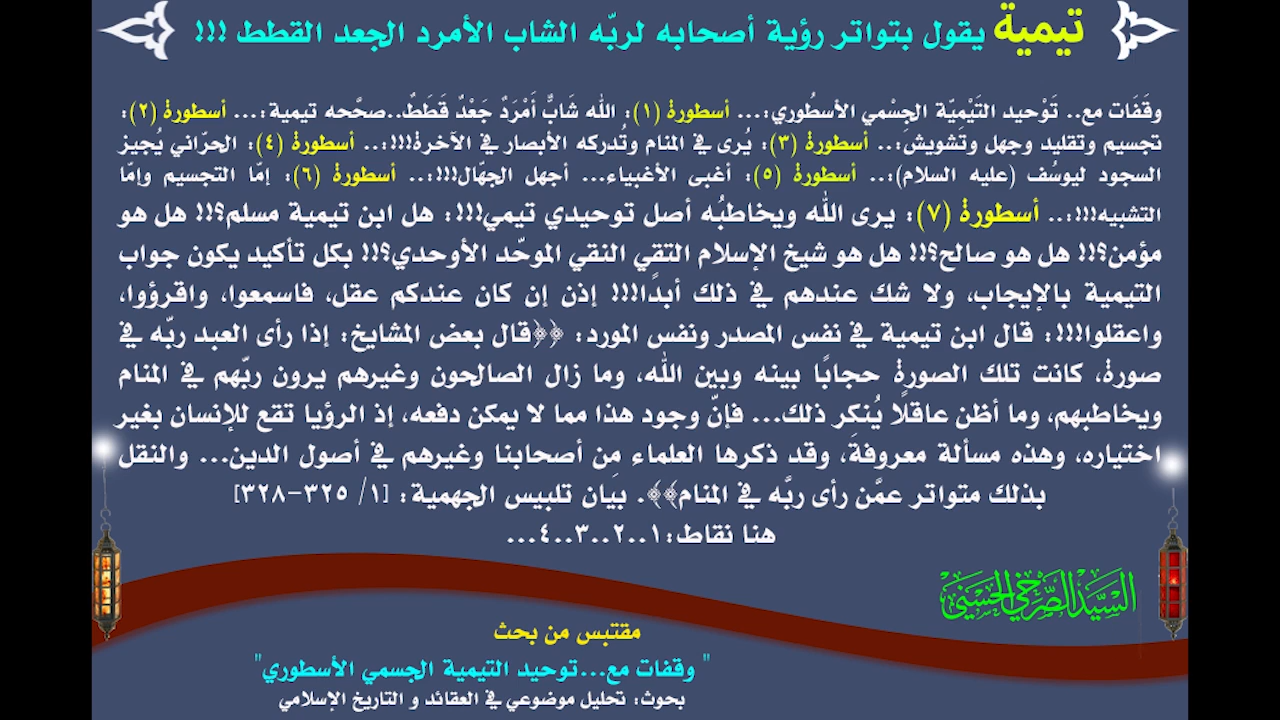 تيمية يقول بتواتر رؤية أصحابه لربّه الشاب الأمرد الجعد القطط !!!
وقَفَات مع.. تَوْحيد التَيْميّة الجِسْمي الأسطُوري:... أسطورة (١): الله شَابٌّ أَمْرَدٌ جَعْدٌ قَطَطٌ..صحَّحه تيمية:... أسطورة (٢):
تجسيم وتقليد وجهل وتشويش:.. أسطورة (٣): يُرى في المنام وتُدركه الأبصار في الآخرة!!!:.. أسطورة (٤): الحرّاني يُجيز
السجود ليوسُف (عليه السلام):.. أسطورة (٥): أغبى الأغبياء... أجهل الجهّال!!!:.. أسطورة (٦): إمّا التجسيم وإمّا
التشبيه!!!:.. أسطورة (٧): يرى الله ويخاطبُه أصل توحيدي تيمي!!!: هل ابن تيمية مسلم؟!! هل هو
مؤمن؟!! هل هو صالح؟!! هل هو شيخ الإسلام التقي النقي الموحّد الأوحدي؟!! بكل تأكيد يكون جواب
التيمية بالإيجاب، ولا شك عندهم في ذلك أبدًا!!! إذن إن كان عندكم عقل، فاسمعوا، واقرؤوا،
واعقلوا!!!: قال ابن تيمية في نفس المصدر ونفس المورد: ﴿﴿قال بعض المشايخ: إذا رأى العبد ربّه في
صورة، كانت تلك الصورة حجابًا بينه وبين الله، وما زال الصالحون وغيرهم يرون ربّهم في المنام
ويخاطبهم، وما أظن عاقلًا يُنكر ذلك... فإنّ وجود هذا مما لا يمكن دفعه، إذ الرؤيا تقع للإنسان بغير
اختياره، وهذه مسألة معروفة، وقد ذكرها العلماء من أصحابنا وغيرهم في أصول الدين... والنقل
بذلك متواتر عمَّن رأى ربَّه في المنام﴾﴾. بيَان تلبيس الجهمية: [١/ ٣٢٥-٣٢٨]
هنا نقاط:١..٢..٣..٤...
السيّد الصّرخي الحسني
مقتبس من بحث
" وقفات مع...توحيد التيمية الجسمي الأسطوري"
بحوث: تحليل موضوعي في العقائد و التاريخ الإسلامي